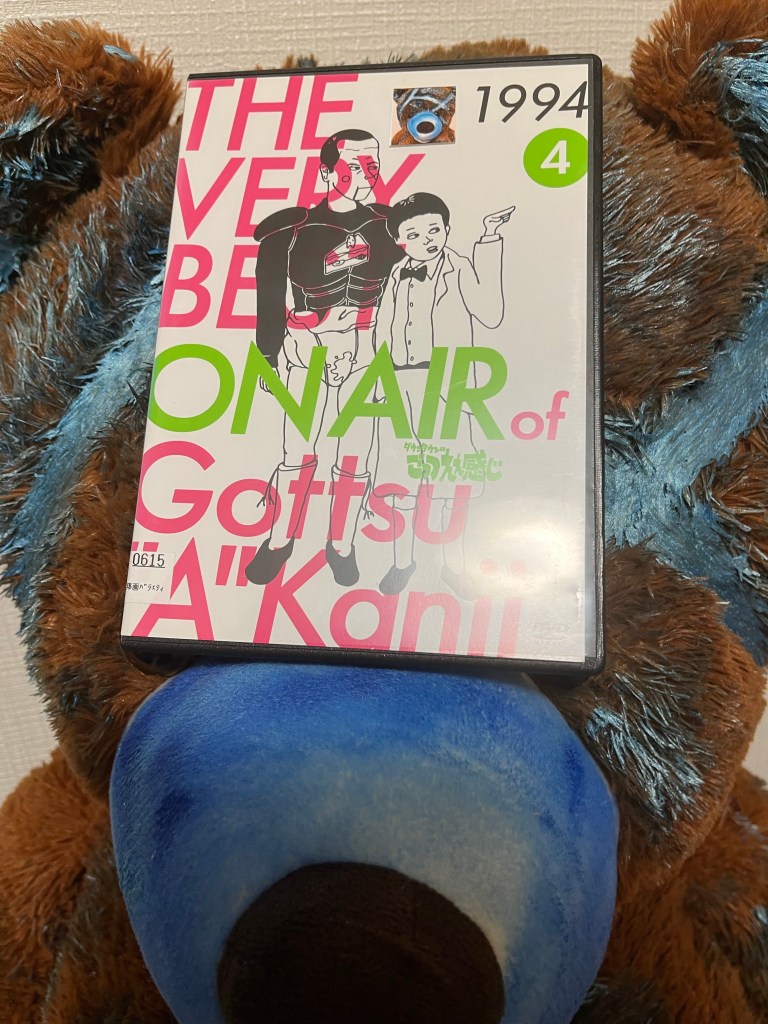 THE
1994
VERY
4
BEST
ON AIR of
ダウンタウンの
ごっつええ感じ
Gottsu
0615
"A"Kanji